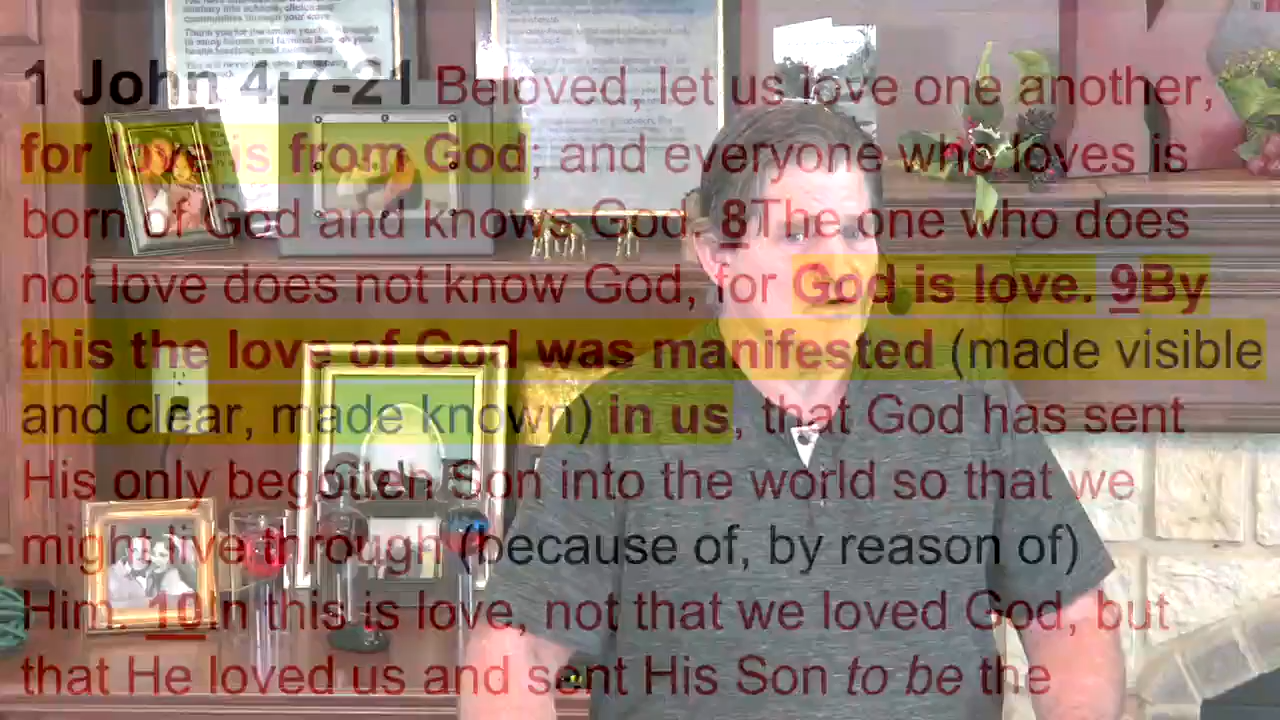 1 John 4:7-21 Beloved, let us love one another,
for love is from God; and everyone who loves is
born of God and knows God. 8The one who does
not love does not know God, for God is love. 9By
this the love of God was manifested (made visible
and clear, made known) in us, that God has sent
His only begotten Son into the world so that we
might live through (because of, by reason of)
Him. 10In this is love, not that we loved God, but
that He loved us and sent His Son to be the
K